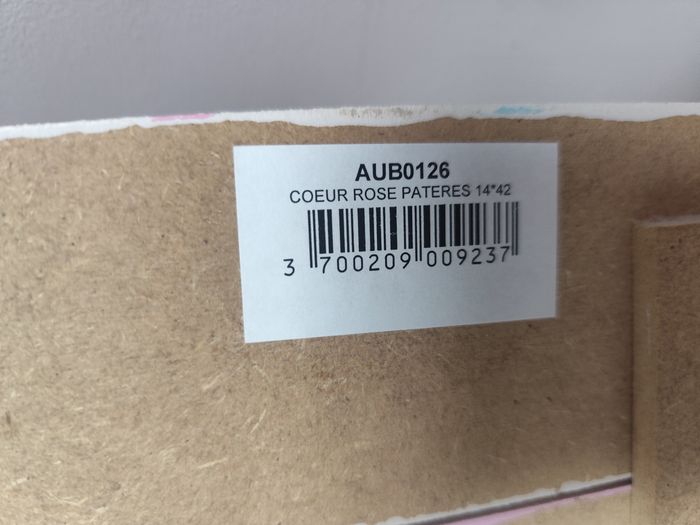 AUB0126
COEUR ROSE PATERES 14*42
3 700209 009237